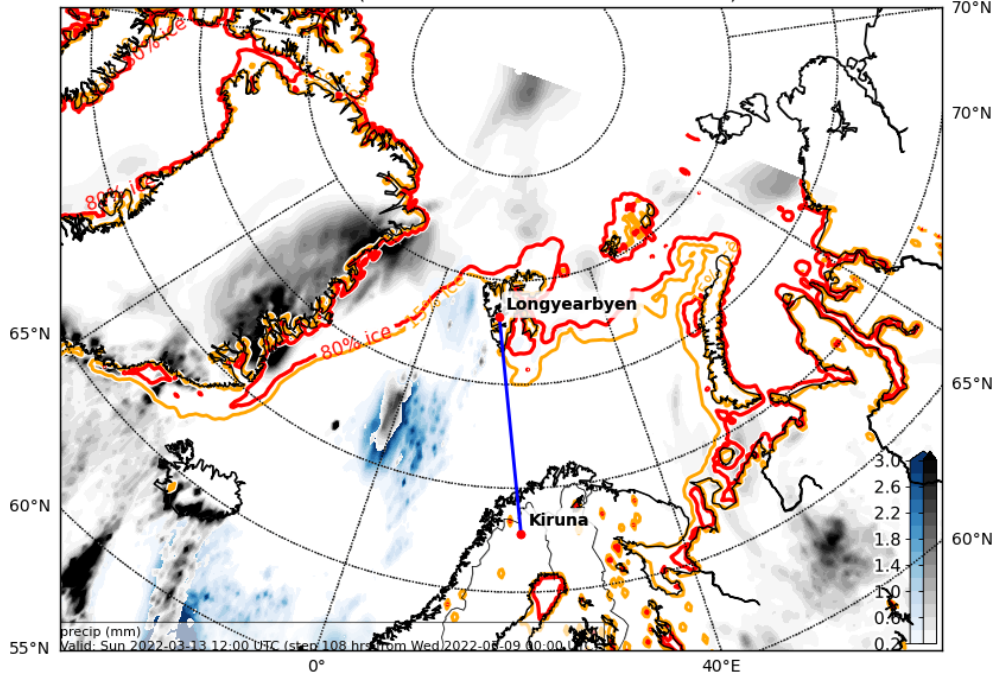 70°N
80% ice
70°N
80% ice
Longyearbyen
15% ice
65°N
80% ice
65°N
3.0
2.6
60°N
2.2
Kiruna
1.8
60°N
1.4
1.0
0.6
precip (mm)
0.2
55°N
Valid: Sun 2022-03-13 12:00 UTC (step 108 hrs from Wed 2022-03-09 00:00 UTC)
0°
40°E